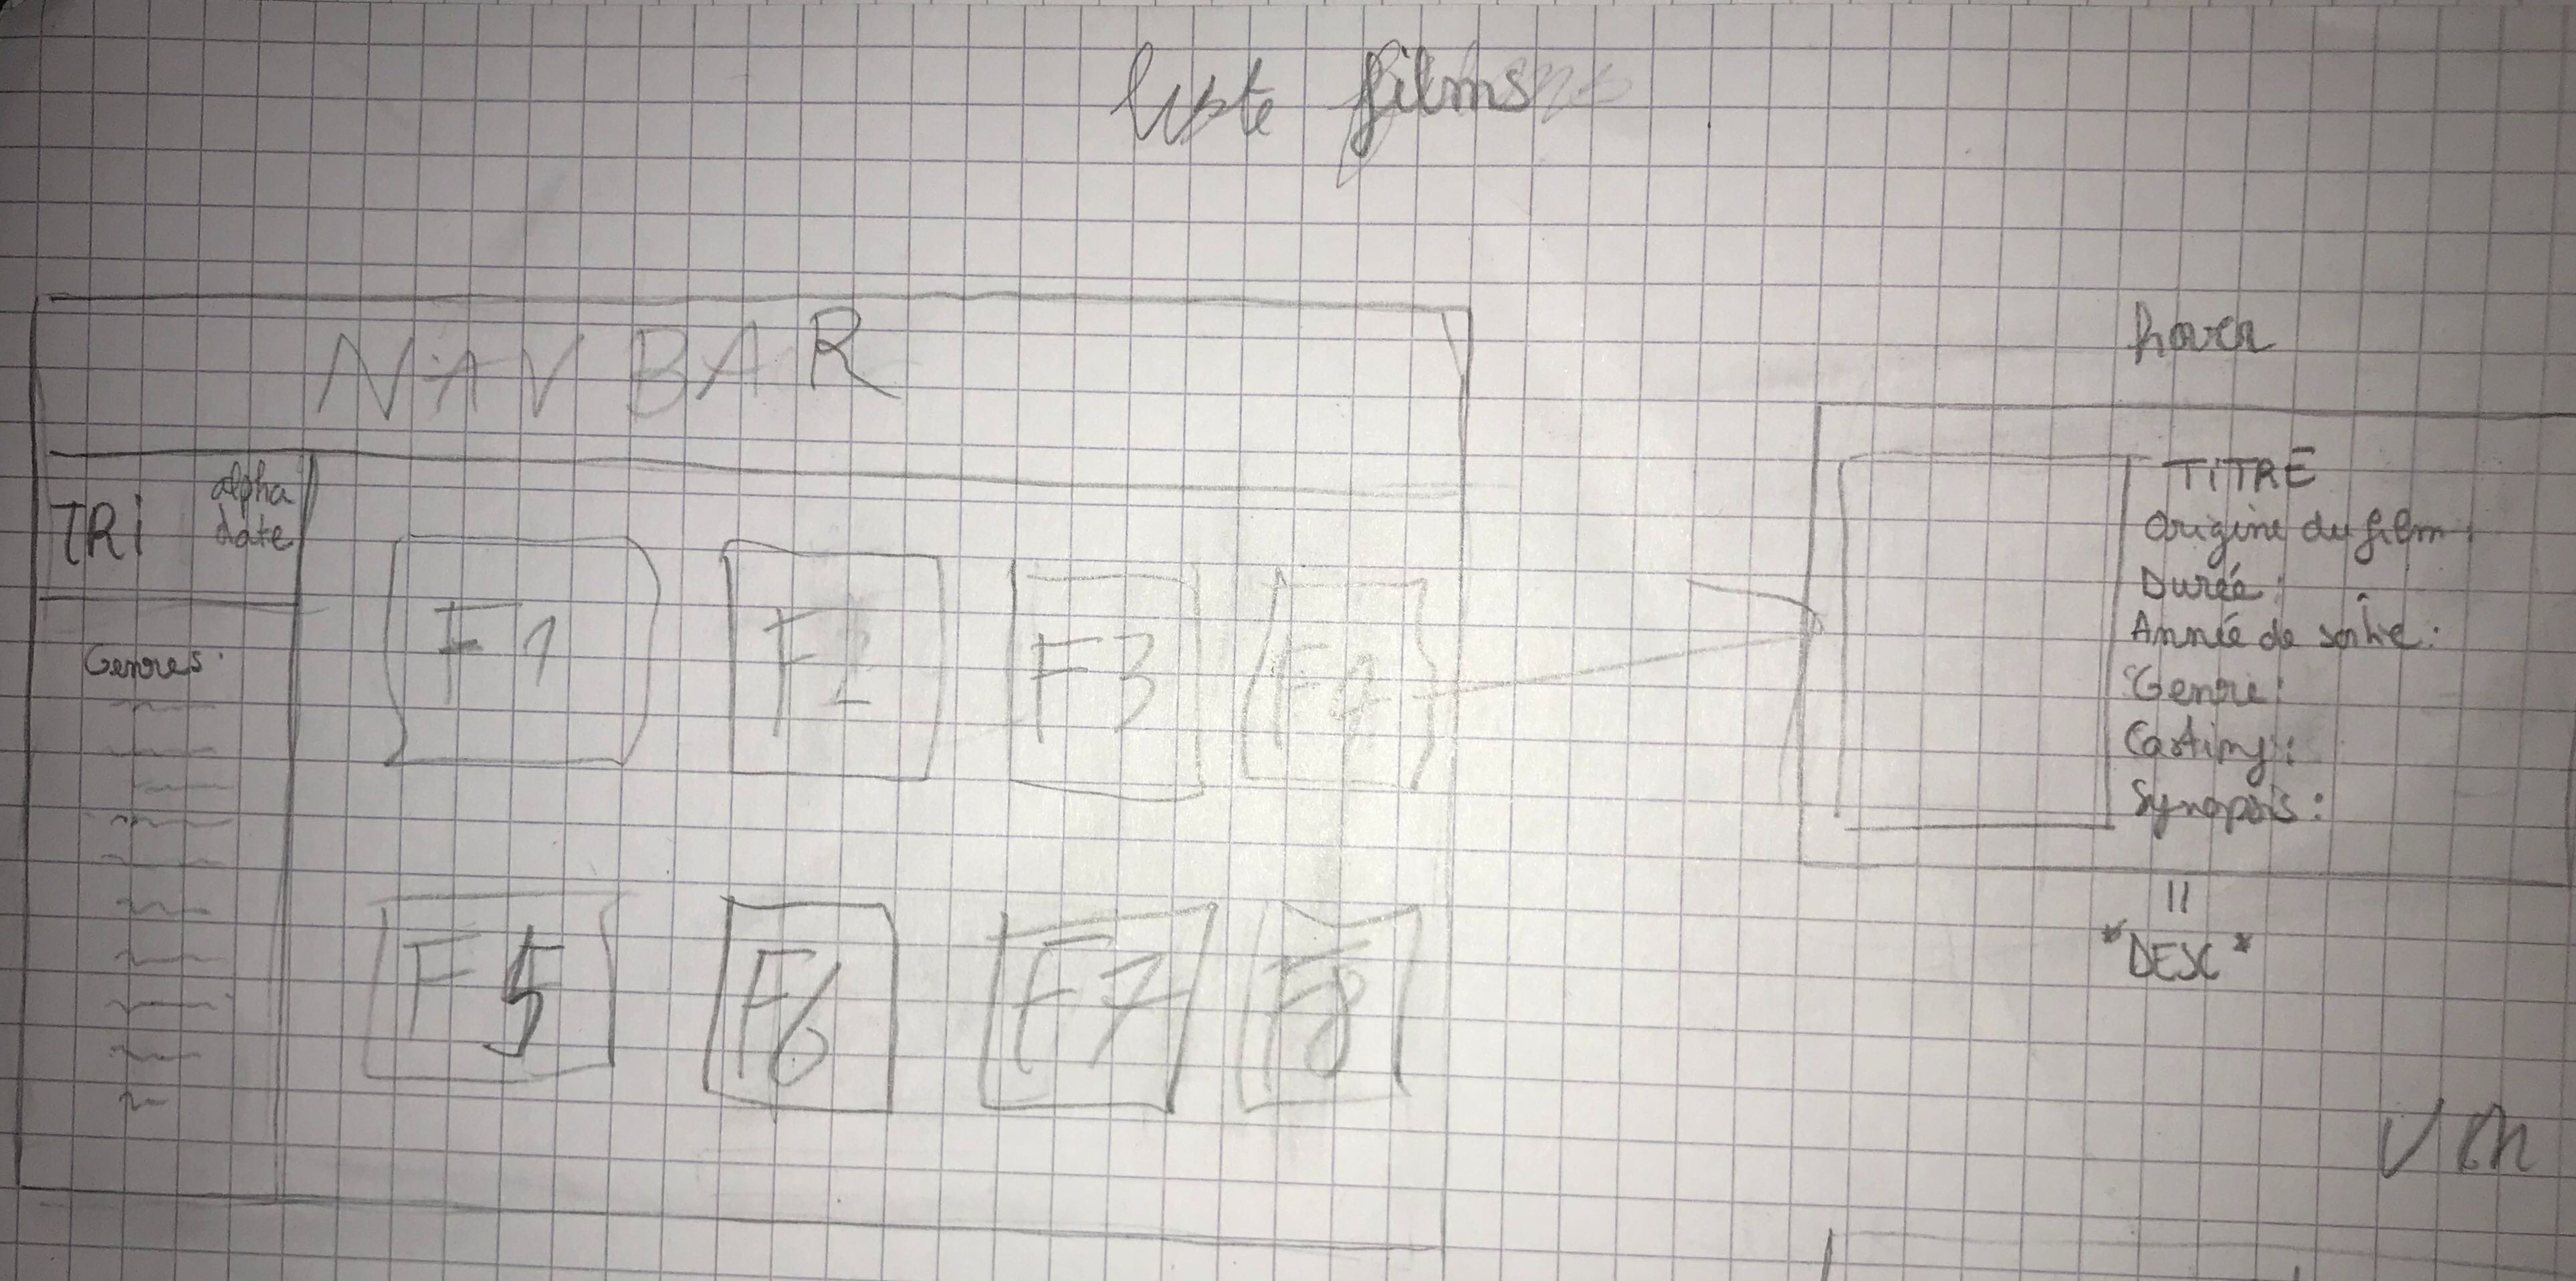 liste films
NAV BAR
TRi
alpha
date
Genres:
F1
F2
F3
F4
F5
F6
F7
F8
hover
TiTRE
Origine du film:
Durée:
Année de sortie:
Genre:
Casting:
Synopsis:
"DESC"